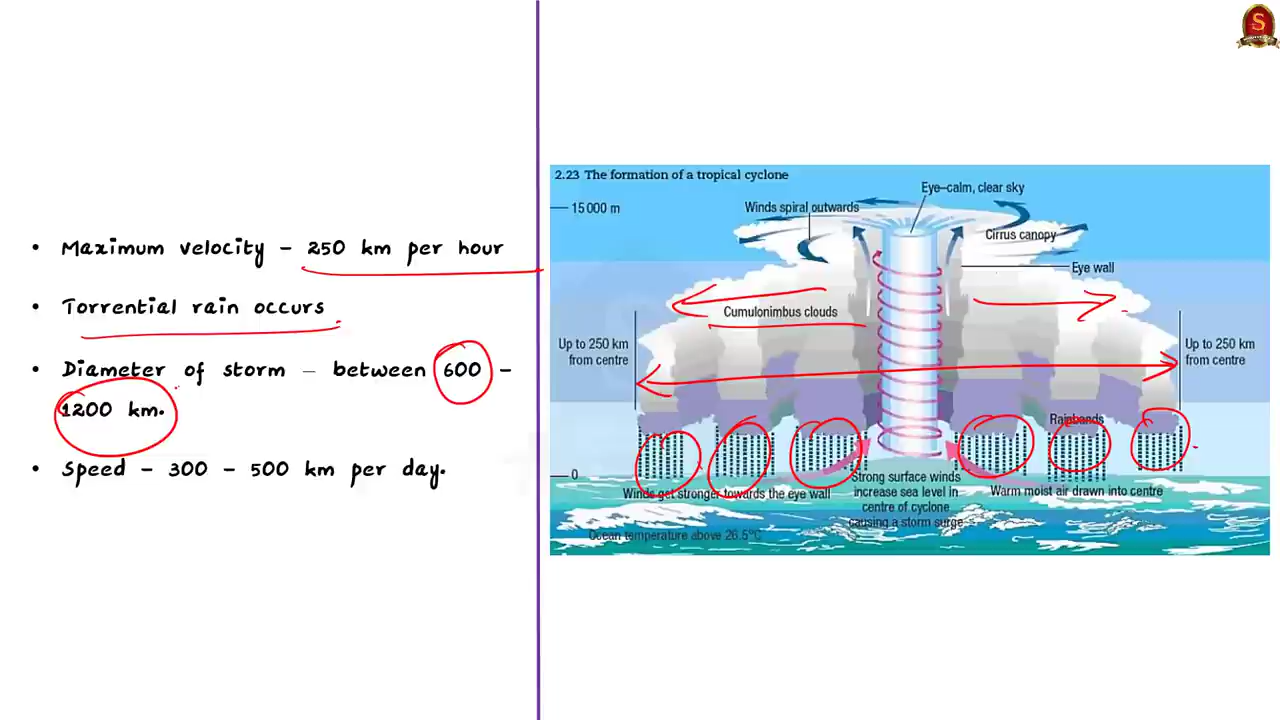 S
• Maximum velocity – 250 km per hour
• Torrential rain occurs
• Diameter of storm – between 600 –
1200 km.
• Speed – 300 – 500 km per day.
2.23 The formation of a tropical cyclone
15 000 m
Winds spiral outwards
Eye–calm, clear sky
Cirrus canopy
Eye wall
Cumulonimbus clouds
Up to 250 km
from centre
Up to 250 km
from centre
Rainbands
0
Winds get stronger towards the eye wall
Strong surface winds
increase sea level in
centre of cyclone
causing a storm surge
Warm moist air drawn into centre
Ocean temperature above 26.5°C